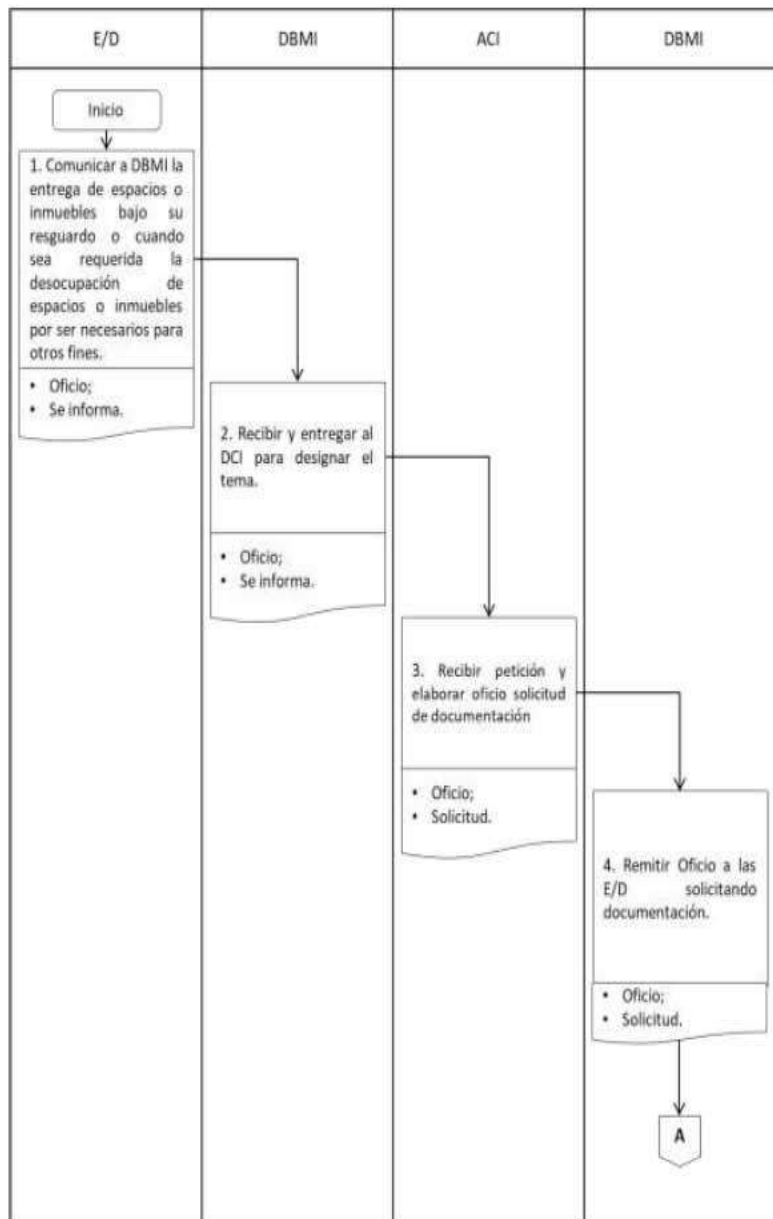 E/D
DBMI
ACI
DBMI
Inicio
1. Comunicar a DBMI la
entrega de espacios o
inmuebles bajo su
resguardo o cuando
sea requerida la
desocupación de
espacios o inmuebles
por ser necesarios para
otros fines.
• Oficio;
• Se informa.
2. Recibir y entregar al
DCI para designar el
tema.
• Oficio;
• Se informa.
3. Recibir petición y
elaborar oficio solicitud
de documentación
• Oficio;
• Solicitud.
4. Remitir Oficio a las
E/D solicitando
documentación.
• Oficio;
• Solicitud.
A